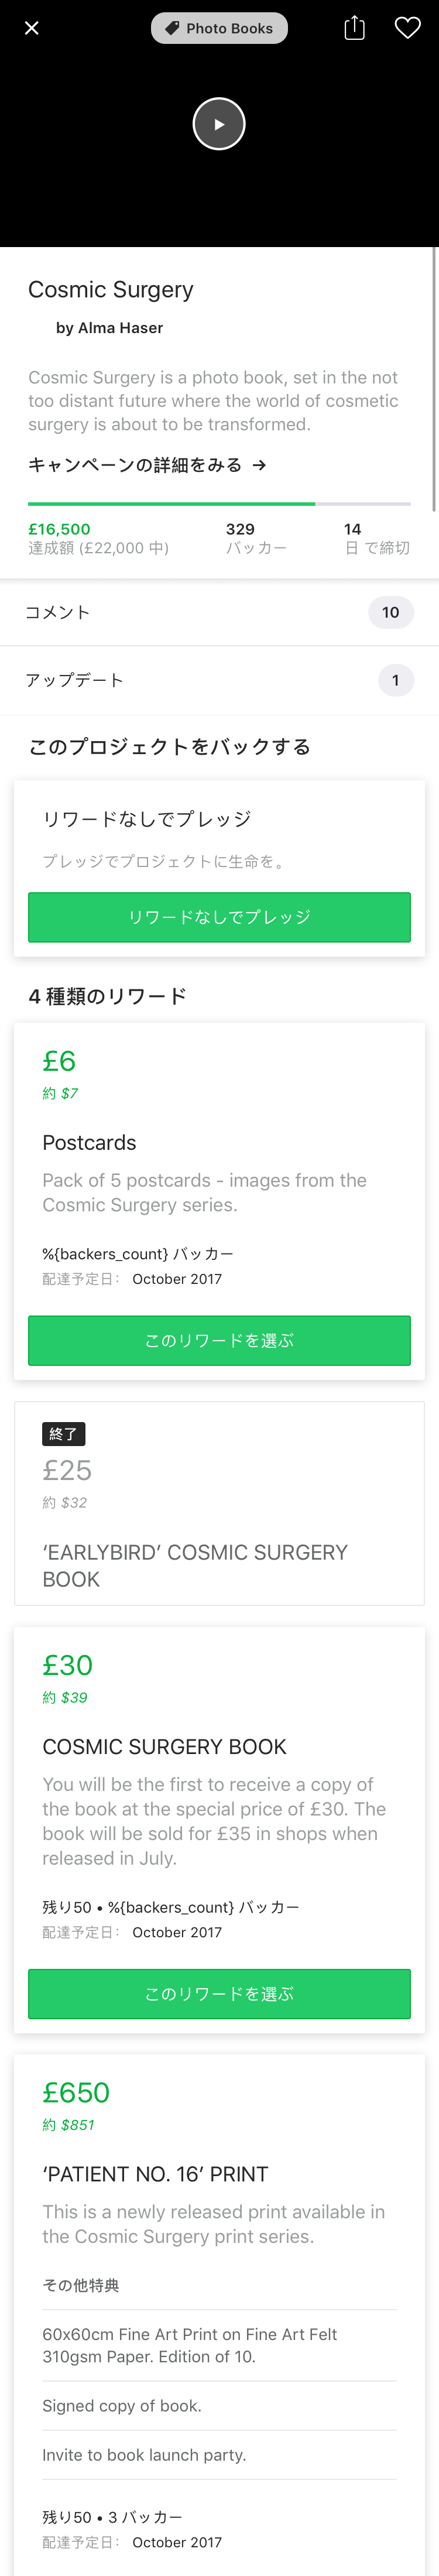 Photo Books
Cosmic Surgery
by Alma Haser
Cosmic Surgery is a photo book, set in the not
too distant future where the world of cosmetic
surgery is about to be transformed.
キャンペーンの詳細をみる →
£16,500
達成額 (£22,000 中)
329
バッカー
14
日 で締切
コメント
10
アップデート
1
このプロジェクトをバックする
リワードなしでプレッジ
プレッジでプロジェクトに生命を。
リワードなしでプレッジ
4 種類のリワード
£6
約 $7
Postcards
Pack of 5 postcards - images from the
Cosmic Surgery series.
%{backers_count} バッカー
配達予定日： October 2017
このリワードを選ぶ
終了
£25
約 $32
‘EARLYBIRD’ COSMIC SURGERY
BOOK
£30
約 $39
COSMIC SURGERY BOOK
You will be the first to receive a copy of
the book at the special price of £30. The
book will be sold for £35 in shops when
released in July.
残り50 • %{backers_count} バッカー
配達予定日： October 2017
このリワードを選ぶ
£650
約 $851
‘PATIENT NO. 16’ PRINT
This is a newly released print available in
the Cosmic Surgery print series.
その他特典
60x60cm Fine Art Print on Fine Art Felt
310gsm Paper. Edition of 10.
Signed copy of book.
Invite to book launch party.
残り50 • 3 バッカー
配達予定日： October 2017